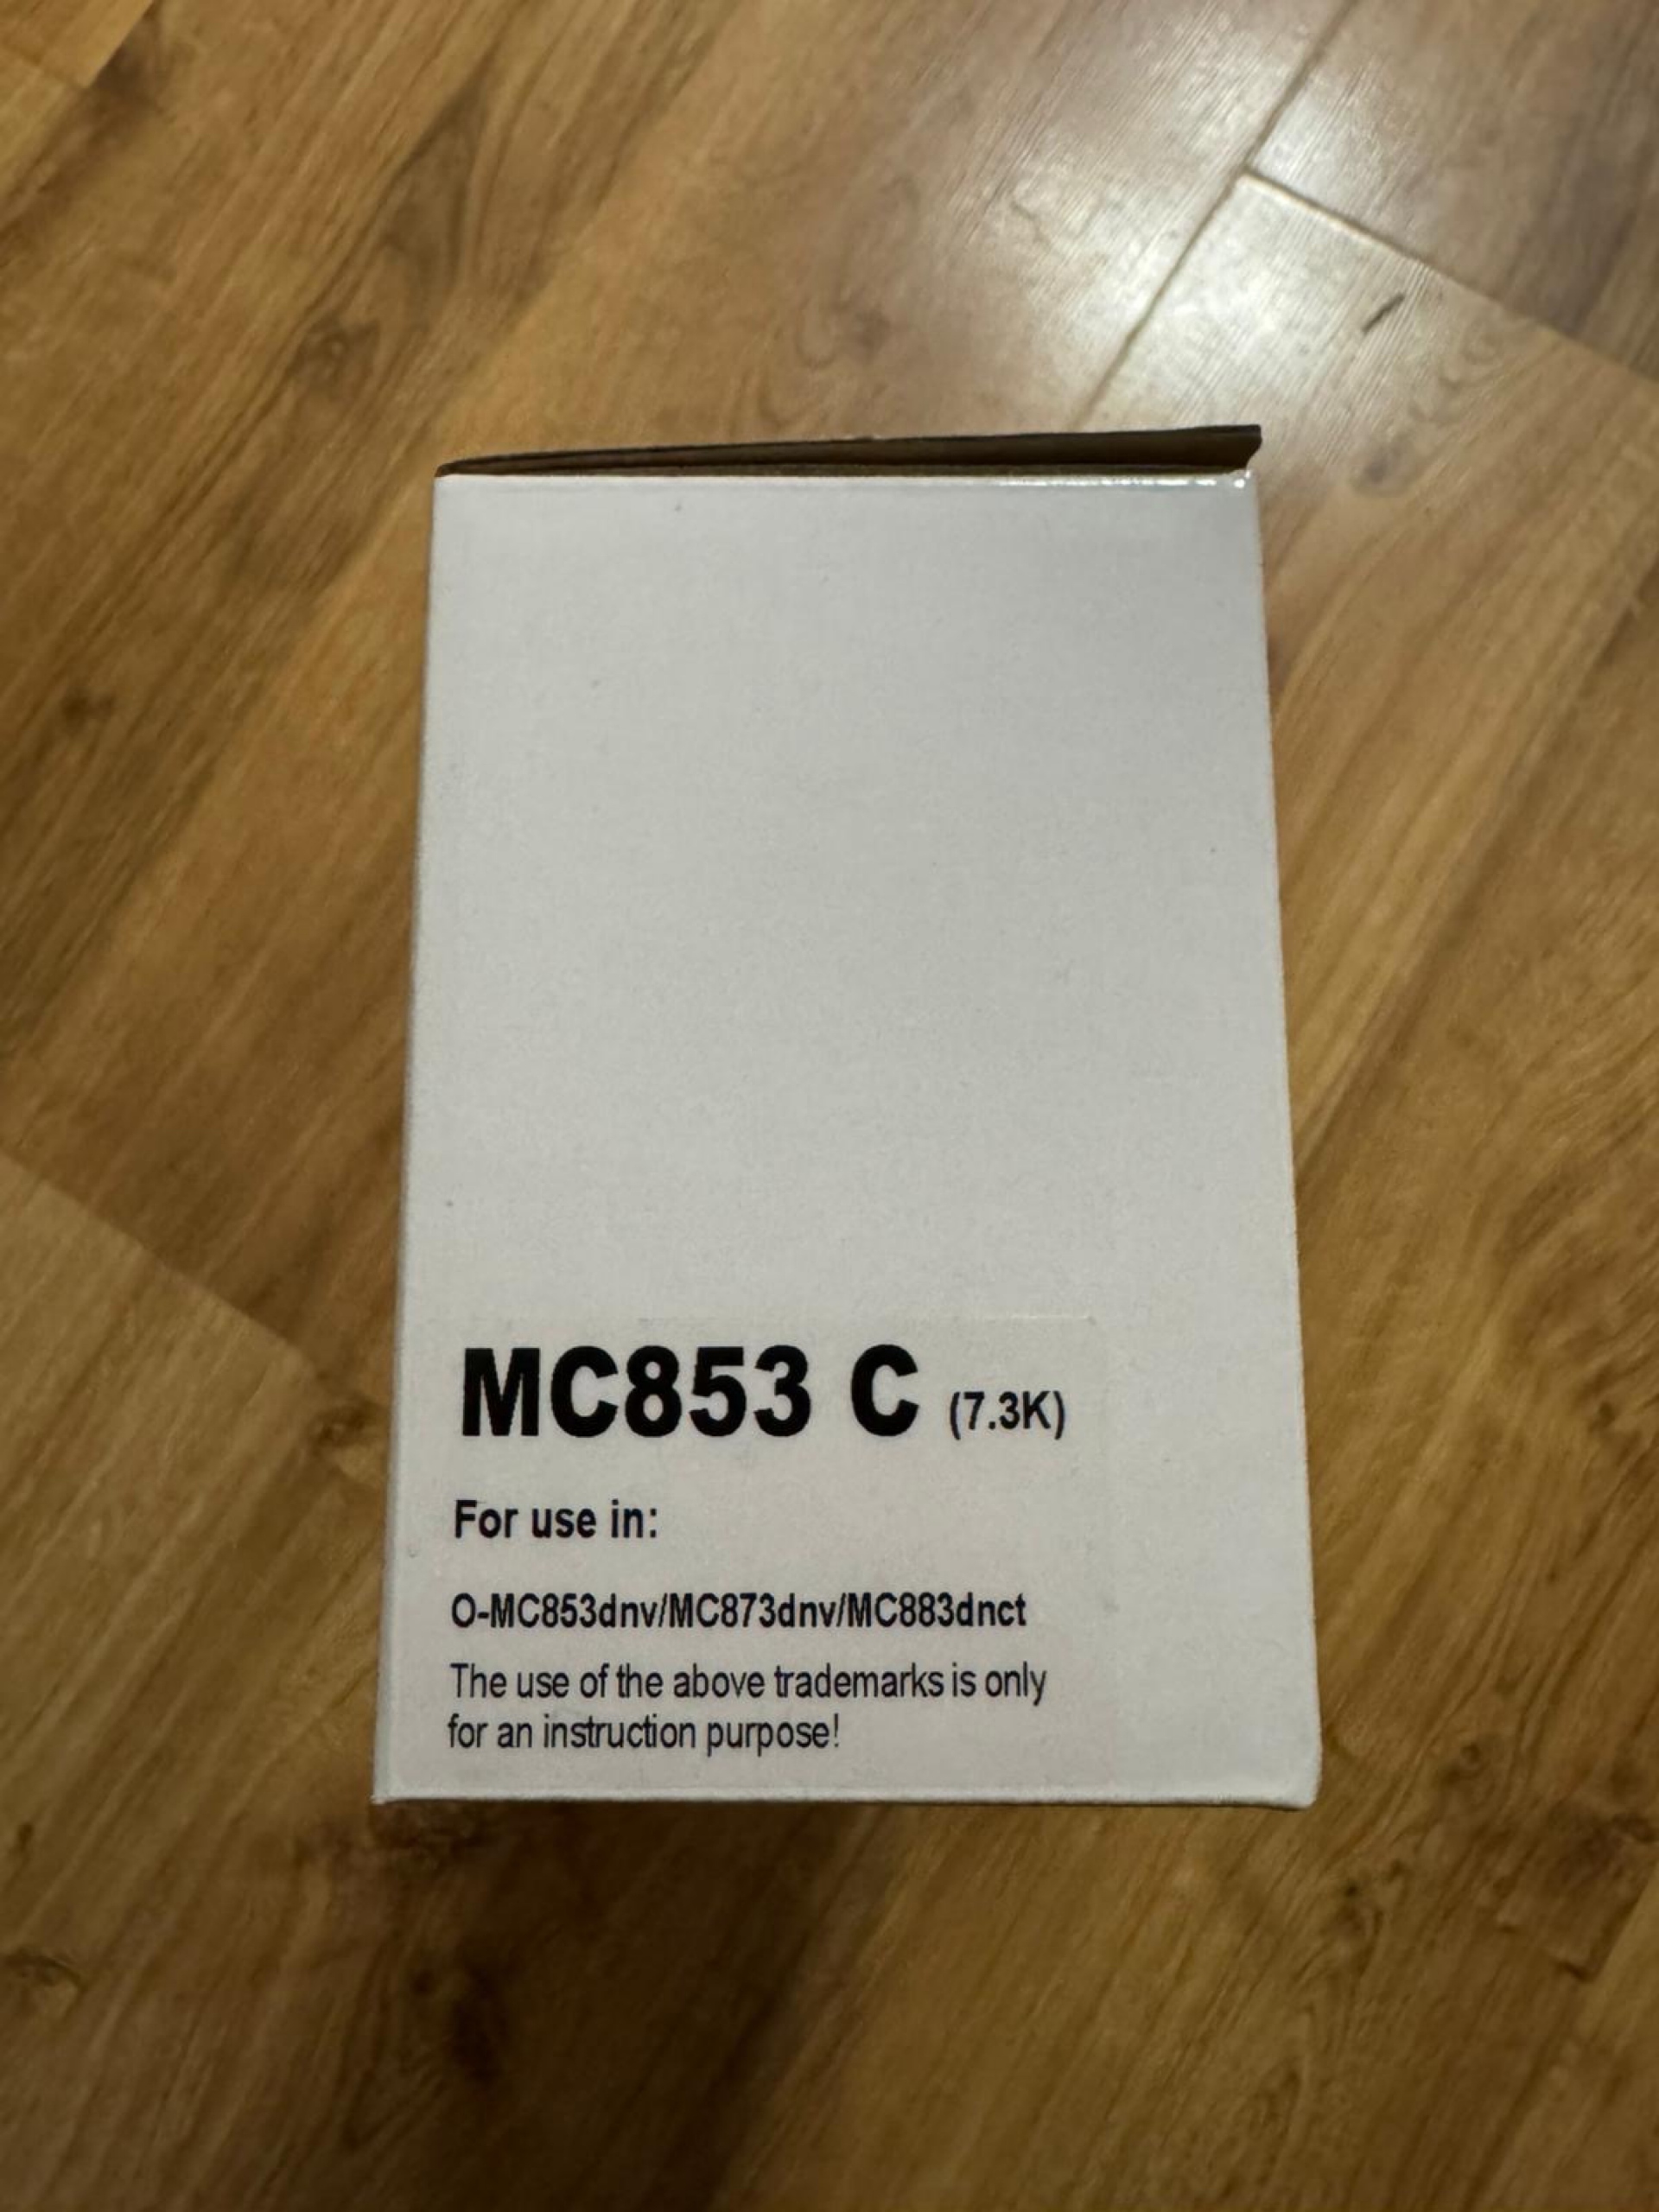 MC853 C (7.3K)
For use in:
O-MC853dnv/MC873dnv/MC883dnct
The use of the above trademarks is only
for an instruction purpose!